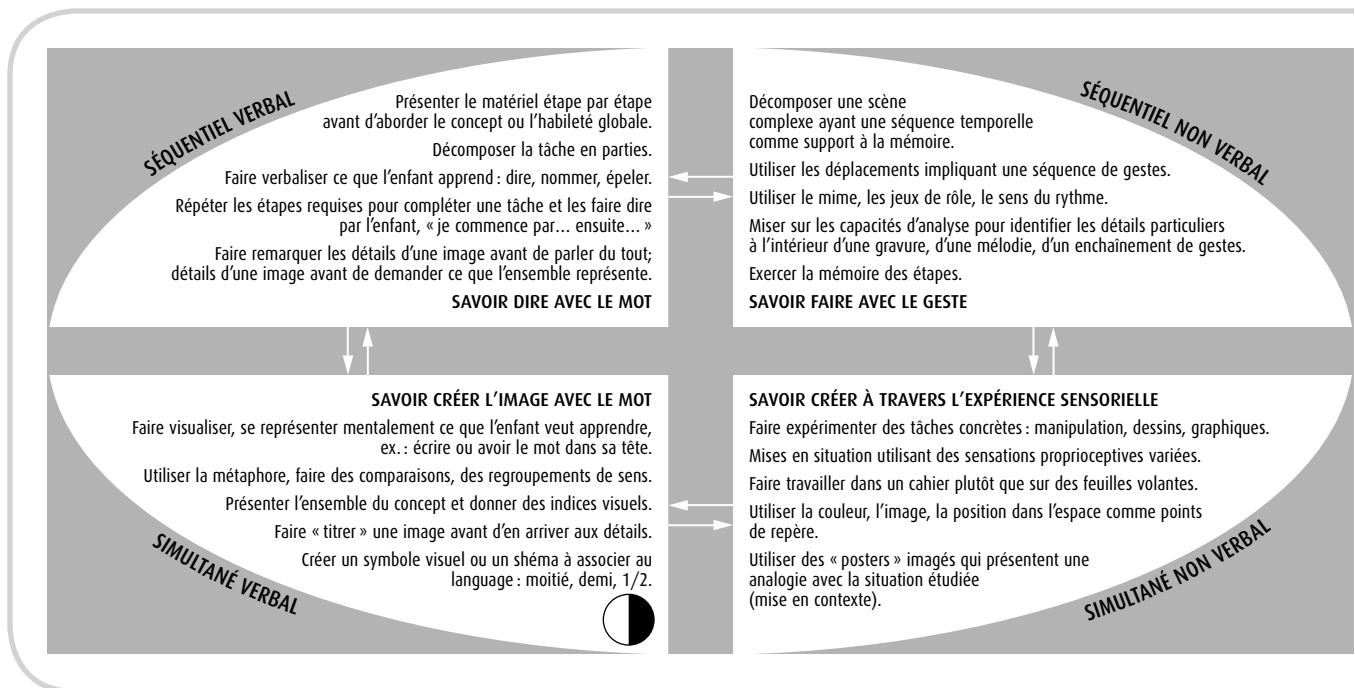 SÉQUENTIEL VERBAL
Présenter le matériel étape par étape
avant d'aborder le concept ou l'habileté globale.
Décomposer la tâche en parties.
Faire verbaliser ce que l'enfant apprend : dire, nommer, épeler.
Répéter les étapes requises pour compléter une tâche et les faire dire
par l'enfant, « je commence par... ensuite... »
Faire remarquer les détails d'une image avant de parler du tout;
détails d'une image avant de demander ce que l'ensemble représente.
SAVOIR DIRE AVEC LE MOT
SÉQUENTIEL NON VERBAL
Décomposer une scène
complexe ayant une séquence temporelle
comme support à la mémoire.
Utiliser les déplacements impliquant une séquence de gestes.
Utiliser le mime, les jeux de rôle, le sens du rythme.
Miser sur les capacités d'analyse pour identifier les détails particuliers
à l'intérieur d'une gravure, d'une mélodie, d'un enchaînement de gestes.
Exercer la mémoire des étapes.
SAVOIR FAIRE AVEC LE GESTE
SAVOIR CRÉER L'IMAGE AVEC LE MOT
Faire visualiser, se représenter mentalement ce que l'enfant veut apprendre,
ex. : écrire ou avoir le mot dans sa tête.
Utiliser la métaphore, faire des comparaisons, des regroupements de sens.
Présenter l'ensemble du concept et donner des indices visuels.
Faire « titrer » une image avant d'en arriver aux détails.
Créer un symbole visuel ou un shéma à associer au
language : moitié, demi, 1/2.
SIMULTANÉ VERBAL
SAVOIR CRÉER À TRAVERS L'EXPÉRIENCE SENSORIELLE
Faire expérimenter des tâches concrètes : manipulation, dessins, graphiques.
Mises en situation utilisant des sensations proprioceptives variées.
Faire travailler dans un cahier plutôt que sur des feuilles volantes.
Utiliser la couleur, l'image, la position dans l'espace comme points
de repère.
Utiliser des « posters » imagés qui présentent une
analogie avec la situation étudiée
(mise en contexte).
SIMULTANÉ NON VERBAL